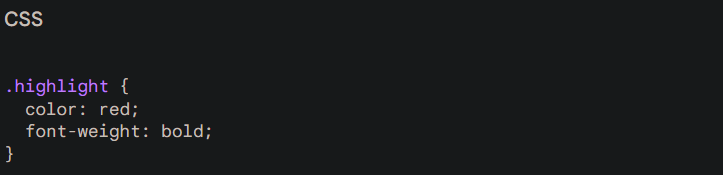 CSS
.highlight {
  color: red;
  font-weight: bold;
}